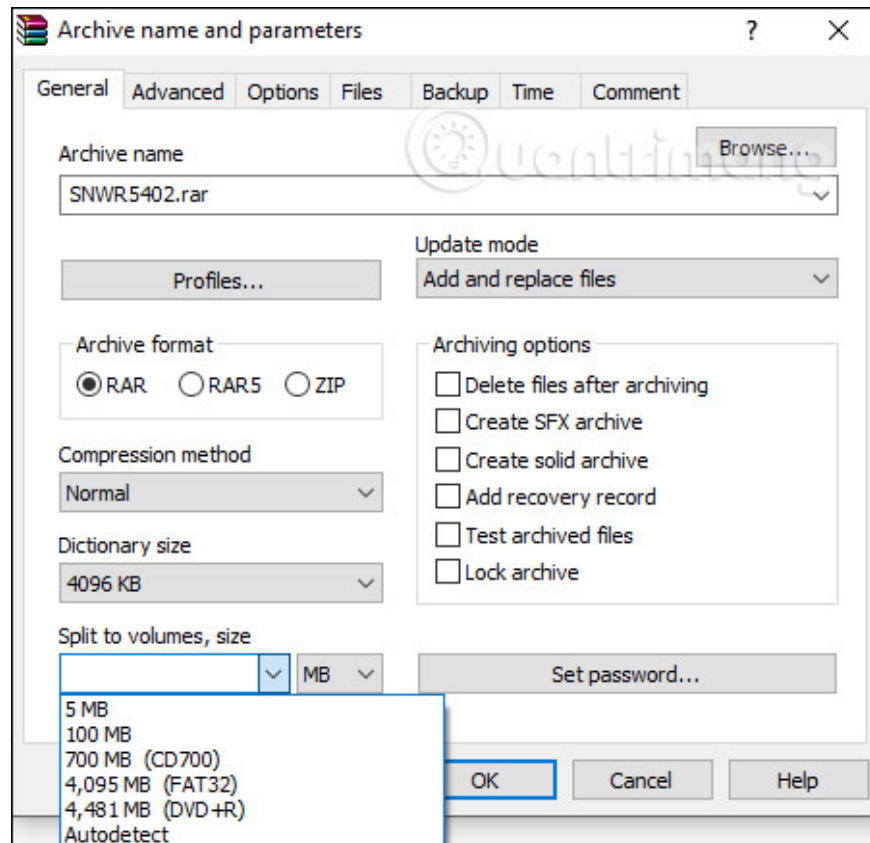 Archive name and parameters ?
General Advanced Options Files Backup Time Comment
Quantrimang
Archive name Browse...
SNWR5402.rar
Update mode
Profiles... Add and replace files
Archive format Archiving options
RAR RAR5 ZIP Delete files after archiving
Create SFX archive
Compression method Create solid archive
Normal Add recovery record
Dictionary size Test archived files
4096 KB Lock archive
Split to volumes, size
MB Set password...
5 MB
100 MB
700 MB (CD700)
4,095 MB (FAT32) OK Cancel Help
4,481 MB (DVD+R)
Autodetect